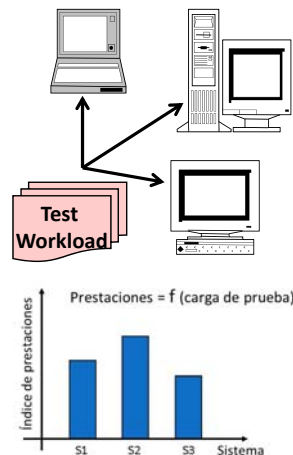 Test
Workload
Prestaciones = f (carga de prueba)
Índice de prestaciones
S1 S2 S3 Sistema